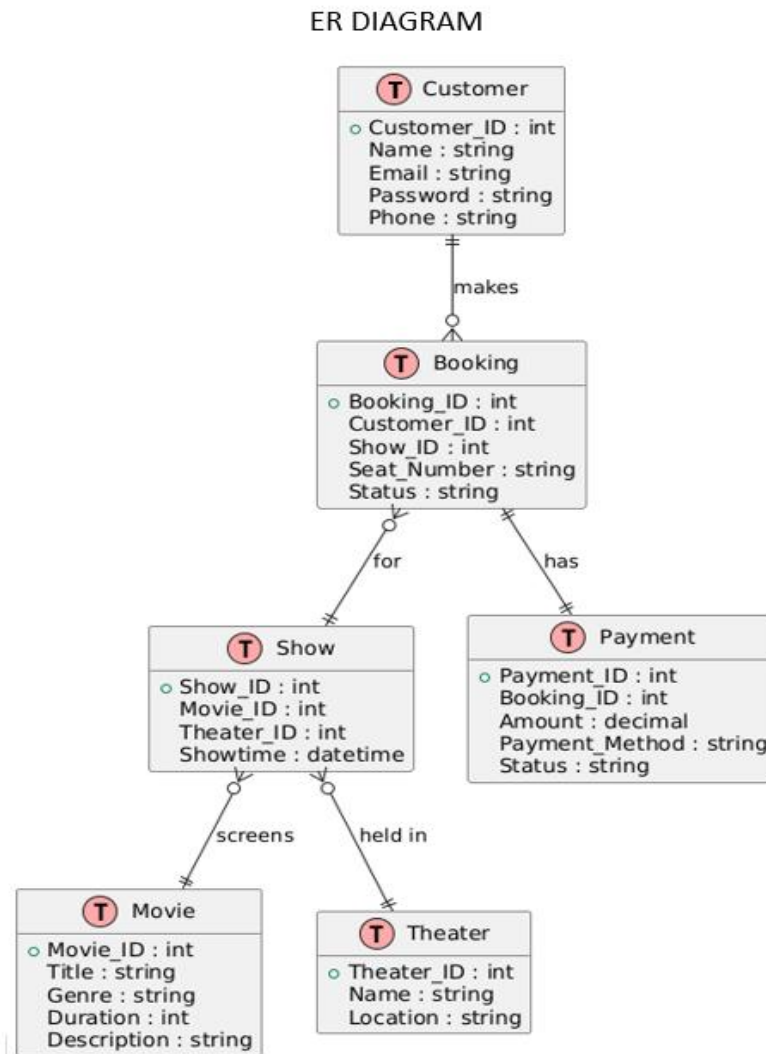 ER DIAGRAM
T Customer
Customer_ID : int
Name : string
Email : string
Password : string
Phone : string
makes
T Booking
Booking_ID : int
Customer_ID : int
Show_ID : int
Seat_Number : string
Status : string
for
has
T Show
Show_ID : int
Movie_ID : int
Theater_ID : int
Showtime : datetime
T Payment
Payment_ID : int
Booking_ID : int
Amount : decimal
Payment_Method : string
Status : string
screens
held in
T Movie
Movie_ID : int
Title : string
Genre : string
Duration : int
Description : string
T Theater
Theater_ID : int
Name : string
Location : string